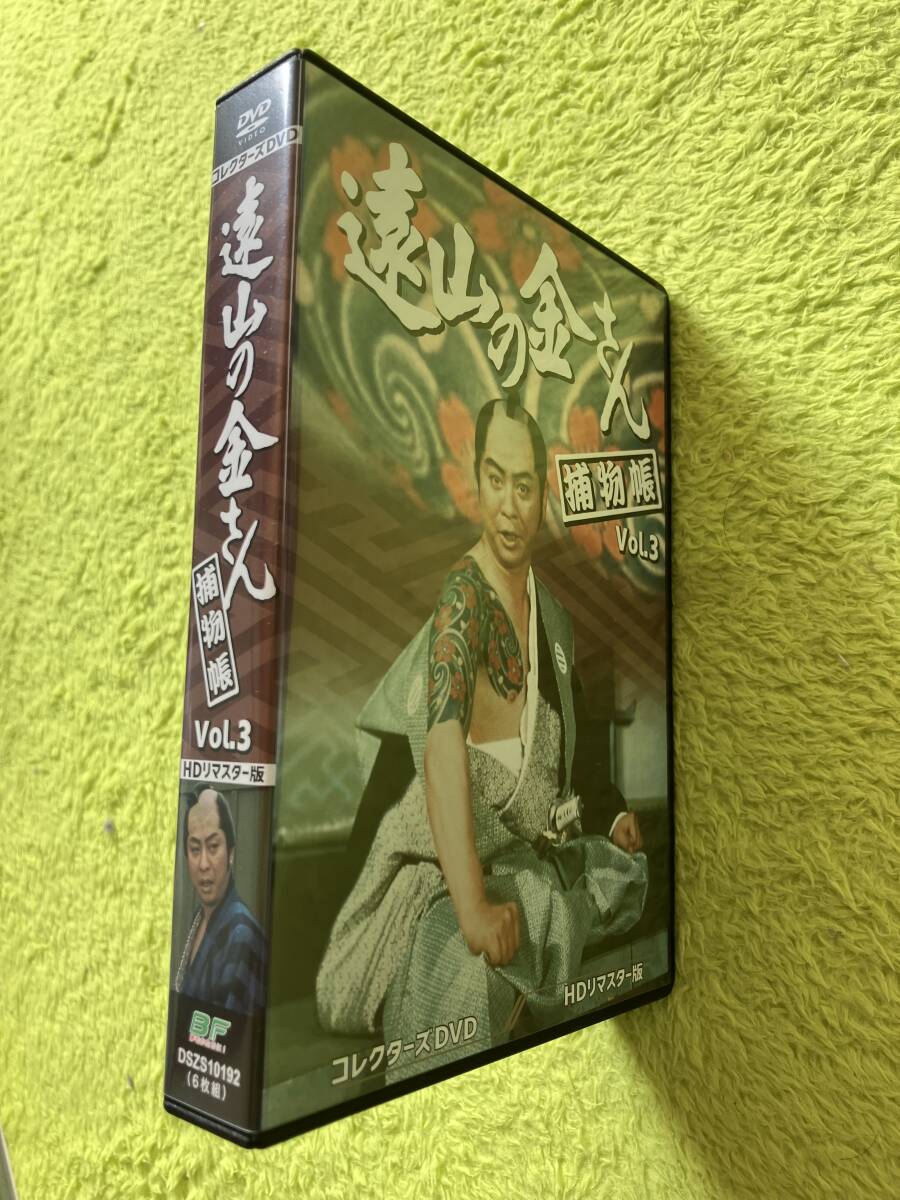 DVD
VIDEO
コレクターズDVD
遠山の金さん
捕物帳
Vol.3
HDリマスター版
BF
DSZS10192
(6枚組)
遠山の金さん
捕物帳
Vol.3
HDリマスター版
コレクターズDVD